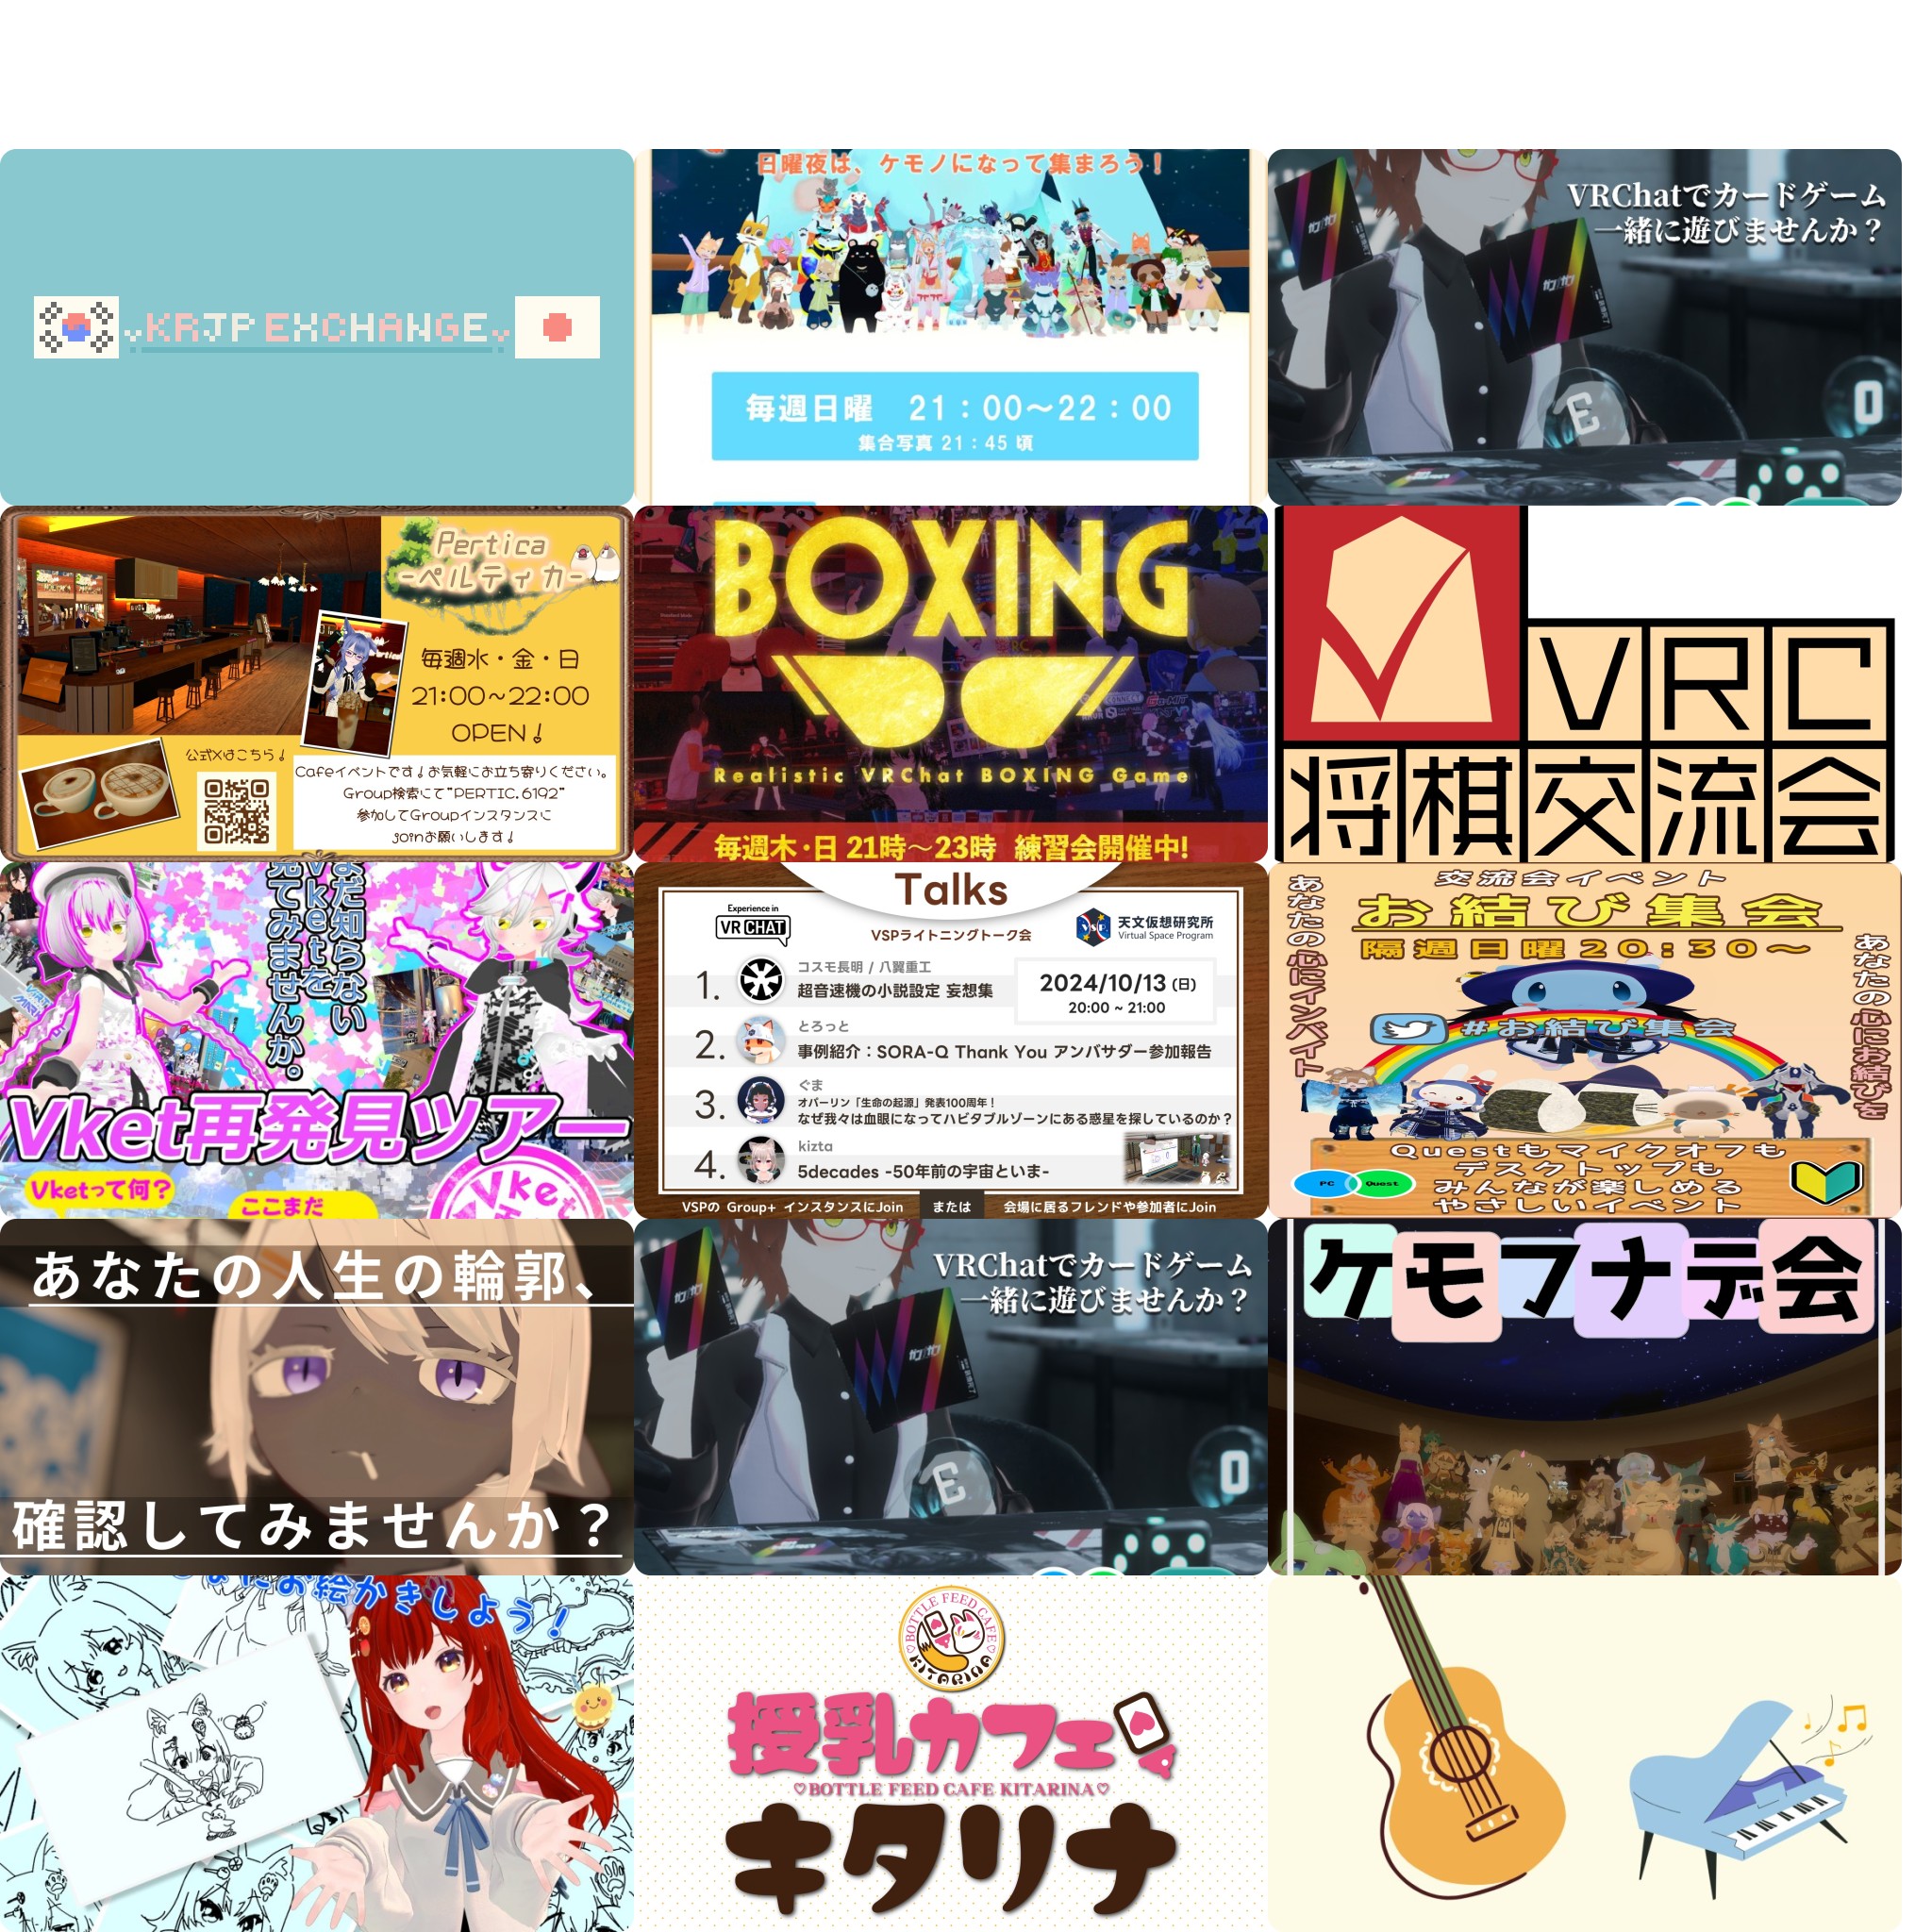 KRJP EXCHANGE
日曜夜は、ケモノになって集まろう！
毎週日曜 21：00～22：00
集合写真 21：45 頃
VRChatでカードゲーム
一緒に遊びませんか？
Pertica
-ペルティカ-
毎週水・金・日
21:00~22:00
OPEN！
公式Xはこちら！
Cafeイベントです！お気軽にお立ち寄りください。
Group検索にて"PERTIC.6192"
参加してGroupインスタンスに
joinお願いします！
BOXING
Realistic VRChat BOXING Game
毎週木・日 21時～23時 練習会開催中!
VRC
将棋交流会
まだ知らない
Vketを
見てみませんか。
Vket再発見ツアー
Vketって何？
ここまだ
Vket
Talks
Experience in
VR CHAT
VSPライトニングトーク会
VSP
天文仮想研究所
Virtual Space Program
2024/10/13 (日)
20:00 ~ 21:00
1.
コスモ長明 / 八翼重工
超音速機の小説設定 妄想集
2.
とろっと
事例紹介：SORA-Q Thank You アンバサダー参加報告
3.
ぐま
オパーリン「生命の起源」発表100周年！
なぜ我々は血眼になってハビタブルゾーンにある惑星を探しているのか？
4.
kizta
5decades -50年前の宇宙といま-
VSPの Group+ インスタンスにJoin または 会場に居るフレンドや参加者にJoin
交流会イベント
お結び集会
隔週日曜20:30～
あなたの心にインバイト
あなたの心にお結びを
#お結び集会
Questもマイクオフも
デスクトップも
みんなが楽しめる
やさしいイベント
PC Quest
あなたの人生の輪郭、
確認してみませんか？
VRChatでカードゲーム
一緒に遊びませんか？
ケモフナデ会
お絵かきしよう！
BOTTLE FEED CAFE
KITARINA
授乳カフェ
♡BOTTLE FEED CAFE KITARINA♡
キタリナ